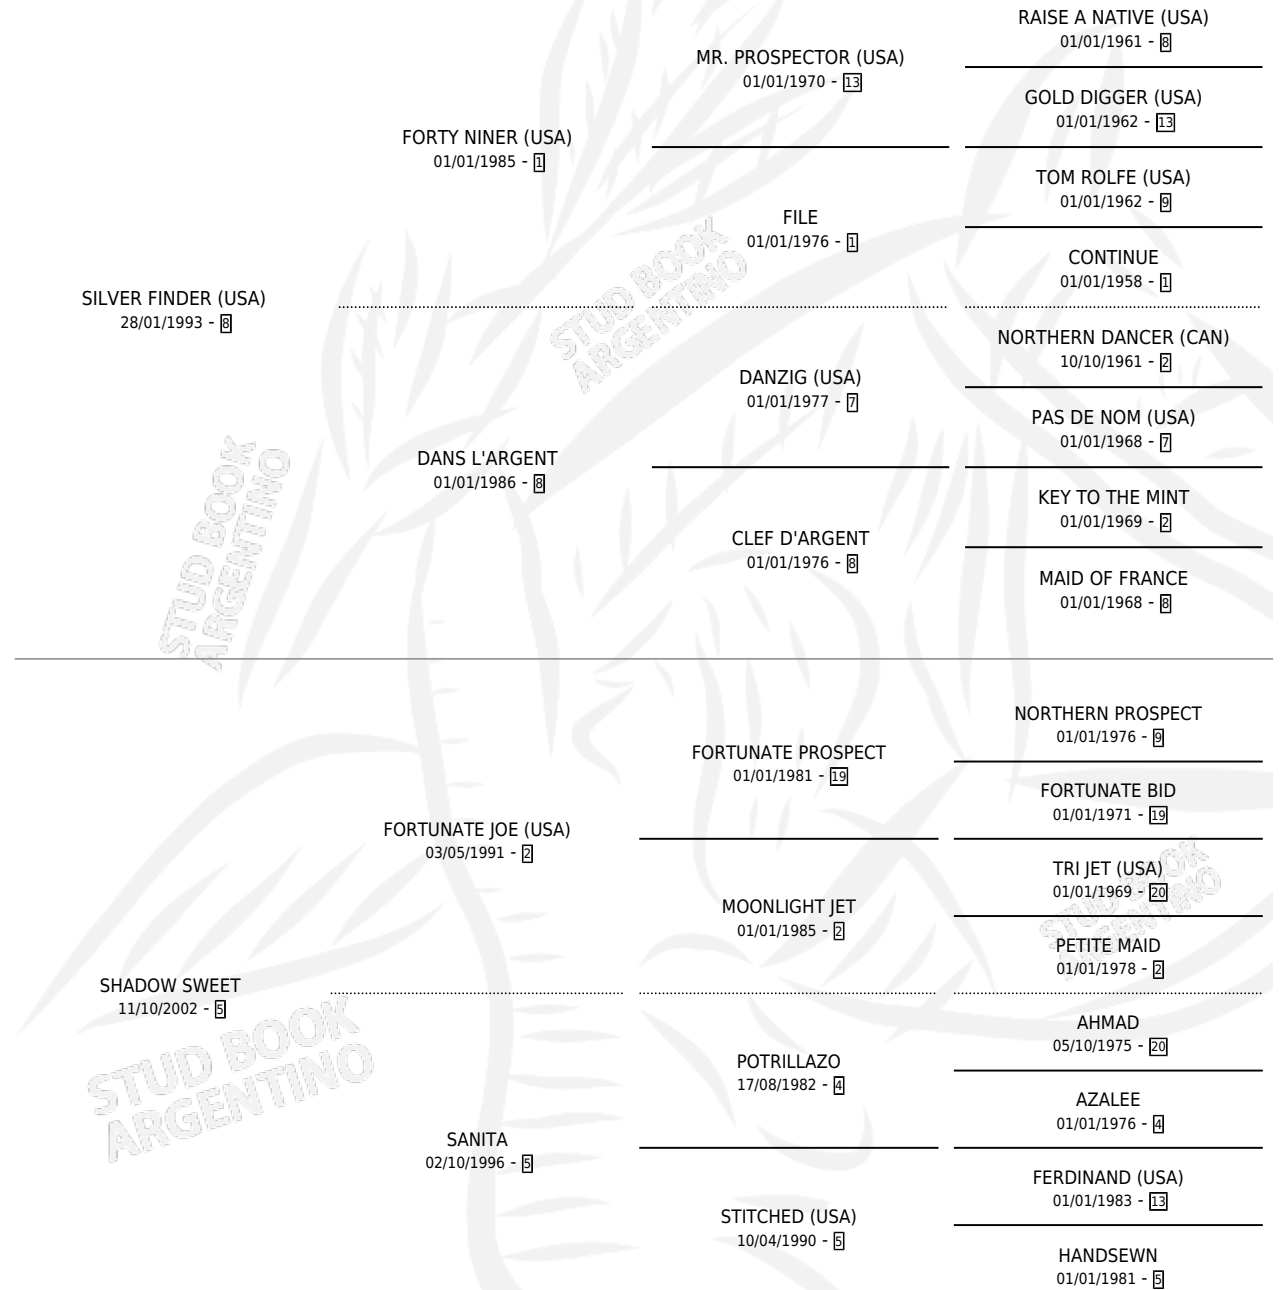 RAISE A NATIVE (USA)
01/01/1961 - 8
MR. PROSPECTOR (USA)
01/01/1970 - 13
GOLD DIGGER (USA)
01/01/1962 - 13
FORTY NINER (USA)
01/01/1985 - 1
TOM ROLFE (USA)
01/01/1962 - 9
FILE
01/01/1976 - 1
CONTINUE
01/01/1958 - 1
SILVER FINDER (USA)
28/01/1993 - 8
STUD BOOK
ARGENTINO
NORTHERN DANCER (CAN)
10/10/1961 - 2
DANZIG (USA)
01/01/1977 - 7
PAS DE NOM (USA)
01/01/1968 - 7
DANS L'ARGENT
01/01/1986 - 8
KEY TO THE MINT
01/01/1969 - 2
CLEF D'ARGENT
01/01/1976 - 8
MAID OF FRANCE
01/01/1968 - 8
STUD BOOK
ARGENTINO
NORTHERN PROSPECT
01/01/1976 - 9
FORTUNATE PROSPECT
01/01/1981 - 19
FORTUNATE BID
01/01/1971 - 19
FORTUNATE JOE (USA)
03/05/1991 - 2
TRI JET (USA)
01/01/1969 - 20
MOONLIGHT JET
01/01/1985 - 2
STUD BOOK
ARGENTINO
PETITE MAID
01/01/1978 - 2
SHADOW SWEET
11/10/2002 - 5
STUD BOOK
ARGENTINO
AHMAD
05/10/1975 - 20
POTRILLAZO
17/08/1982 - 4
AZALEE
01/01/1976 - 4
SANITA
02/10/1996 - 5
FERDINAND (USA)
01/01/1983 - 13
STITCHED (USA)
10/04/1990 - 5
HANDSEWN
01/01/1981 - 5